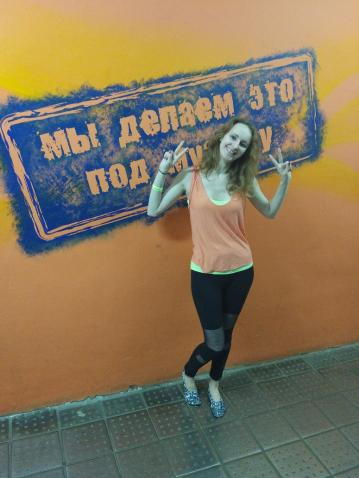 мы делаем это
под